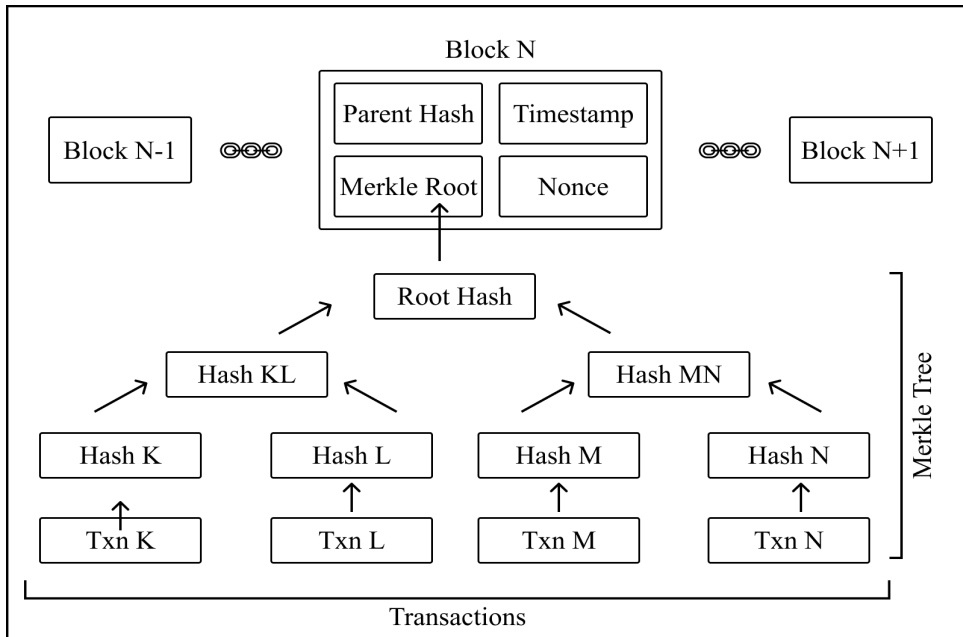 Block N
Parent Hash
Timestamp
Block N-1
Block N+1
Merkle Root
Nonce
Root Hash
Hash KL
Hash MN
Merkle Tree
Hash K
Hash L
Hash M
Hash N
Txn K
Txn L
Txn M
Txn N
Transactions